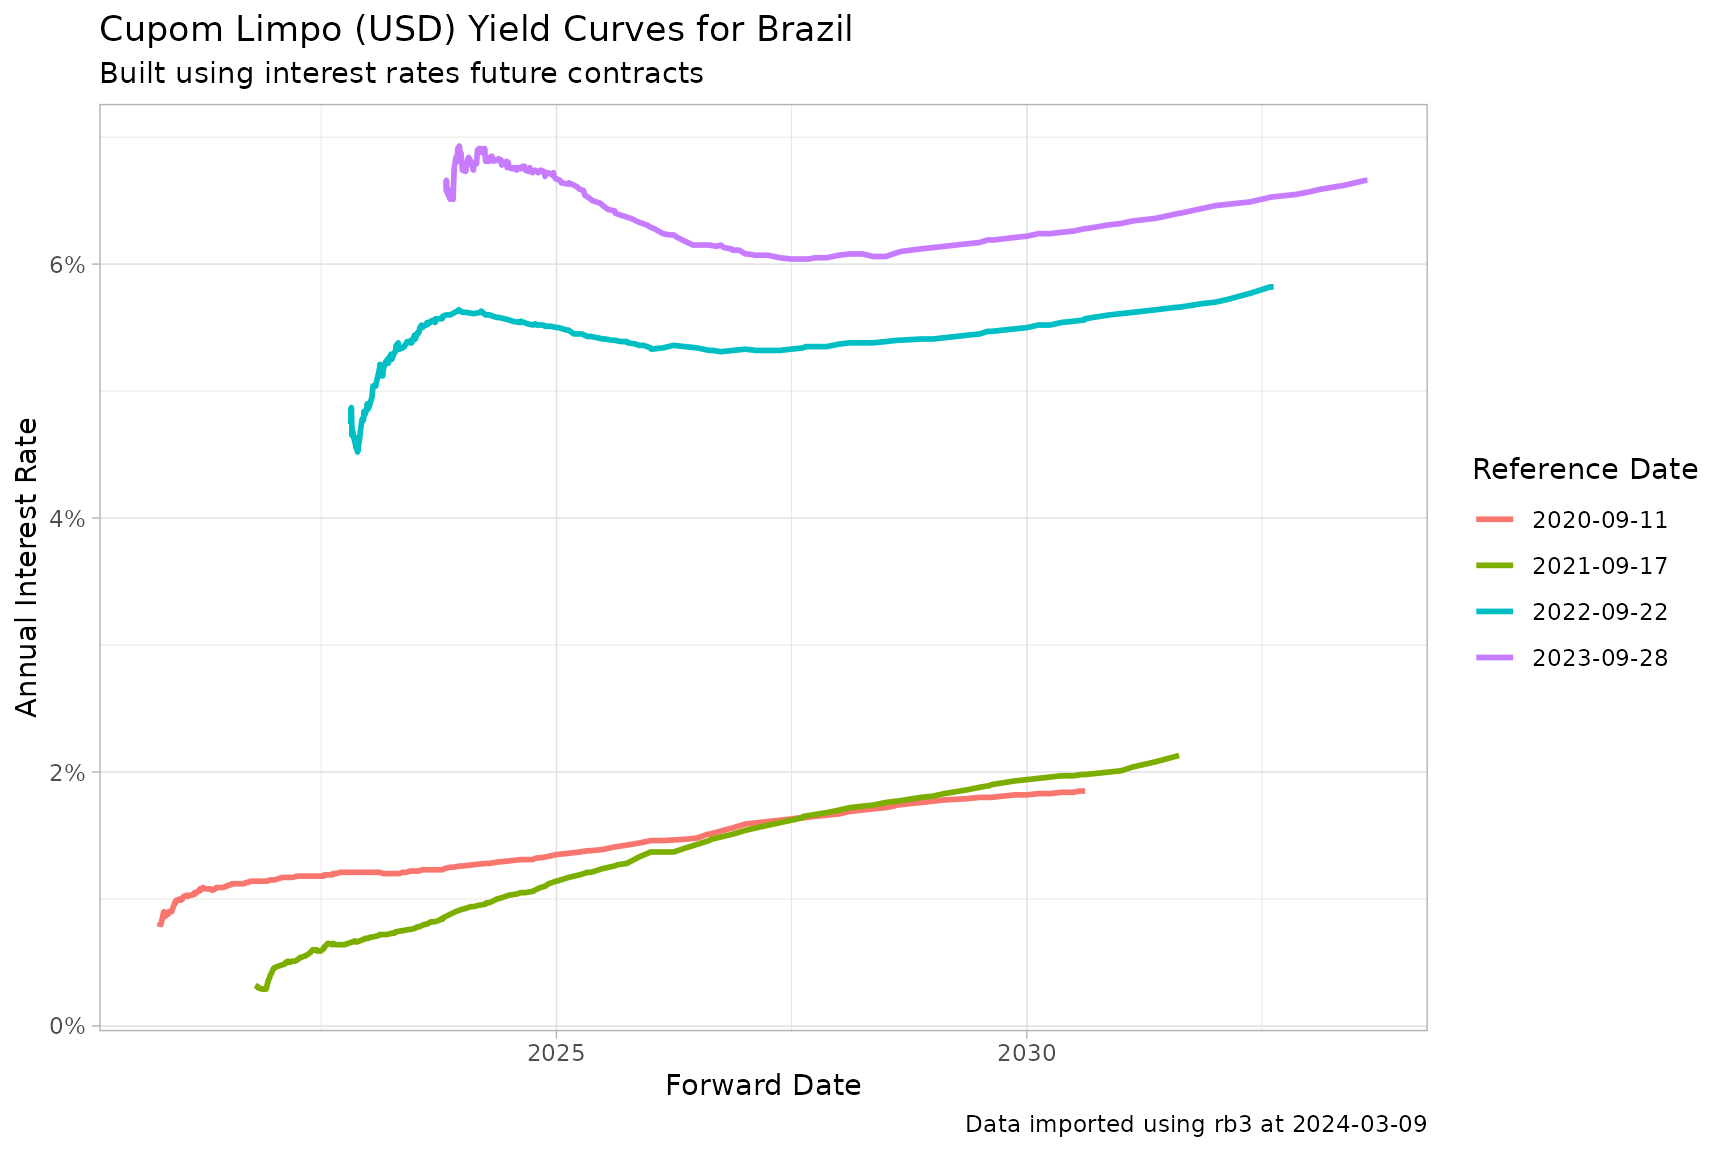 Cupom Limpo (USD) Yield Curves for Brazil
Built using interest rates future contracts
Annual Interest Rate
6%
4%
2%
0%
2025
2030
Forward Date
Reference Date
2020-09-11
2021-09-17
2022-09-22
2023-09-28
Data imported using rb3 at 2024-03-09